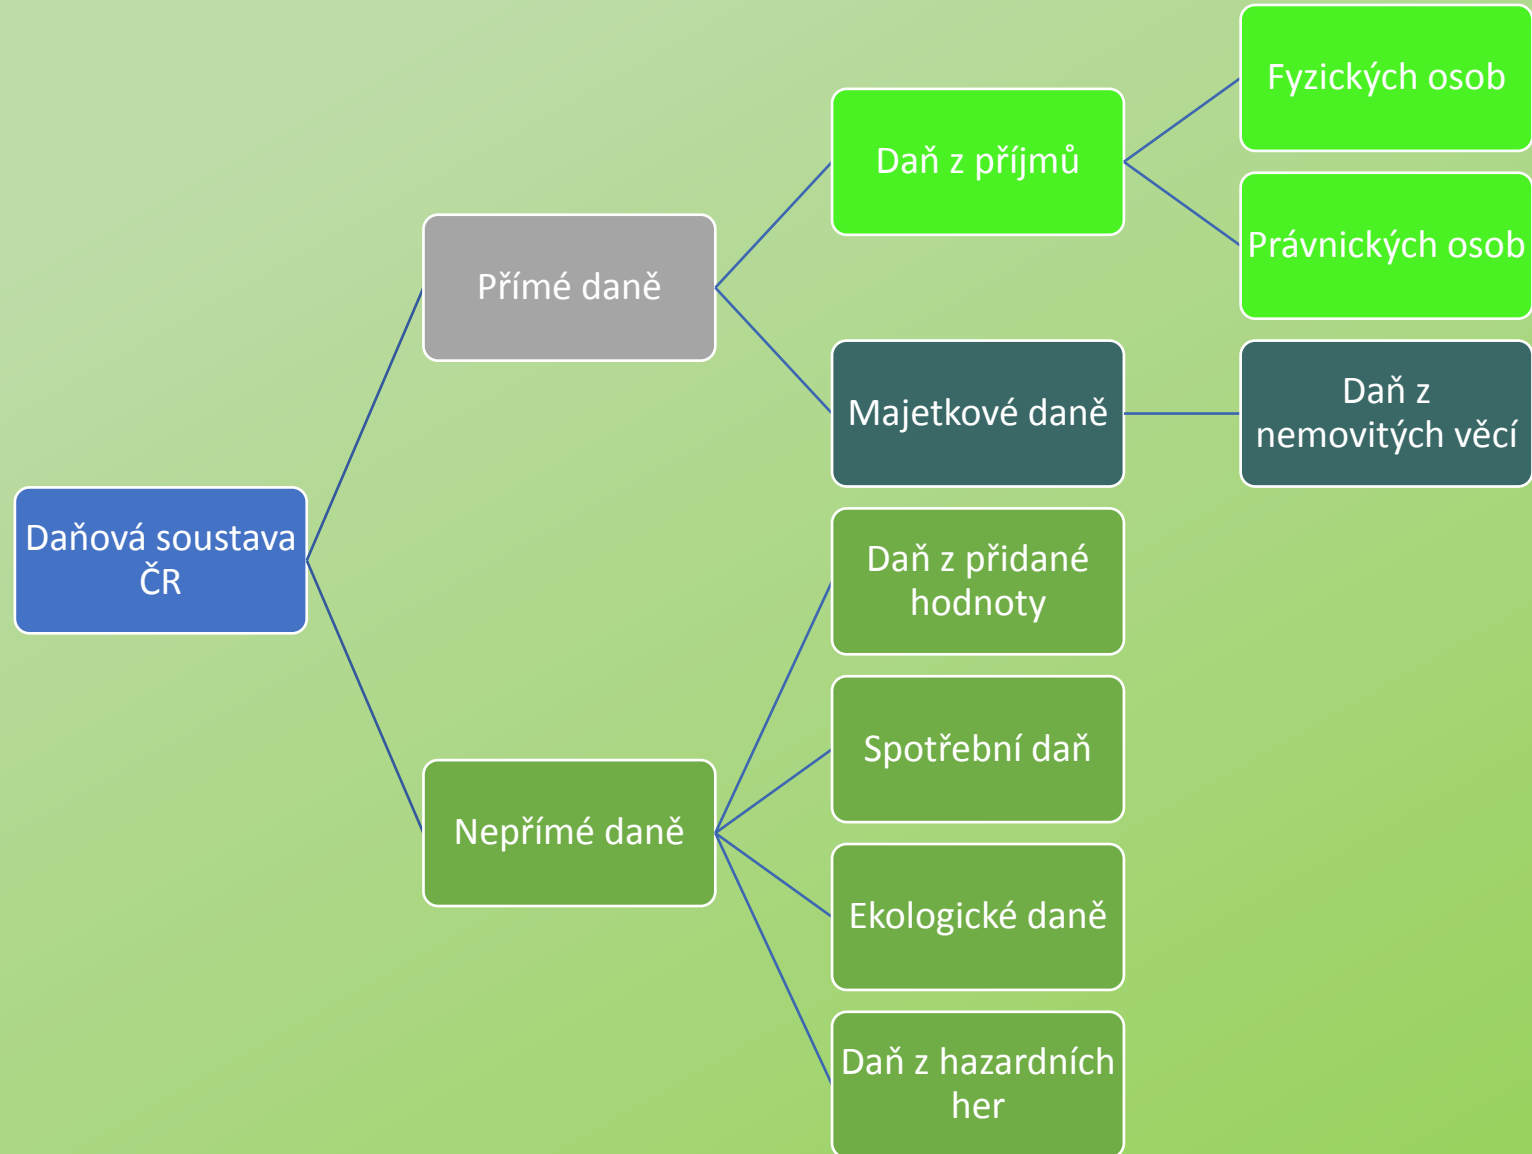 Daňová soustava
ČR
Přímé daně
Daň z příjmů
Fyzických osob
Právnických osob
Majetkové daně
Daň z
nemovitých věcí
Nepřímé daně
Daň z přidané
hodnoty
Spotřební daň
Ekologické daně
Daň z hazardních
her